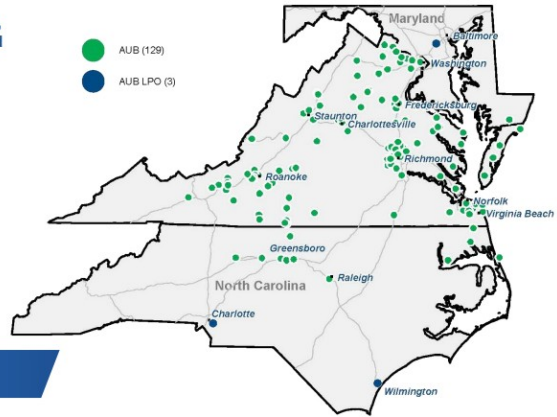 AUB (129)
AUB LPO (3)
Maryland
Baltimore
Washington
Fredericksburg
Staunton
Charlottesville
Richmond
Roanoke
Norfolk
Virginia Beach
Greensboro
Raleigh
North Carolina
Charlotte
Wilmington